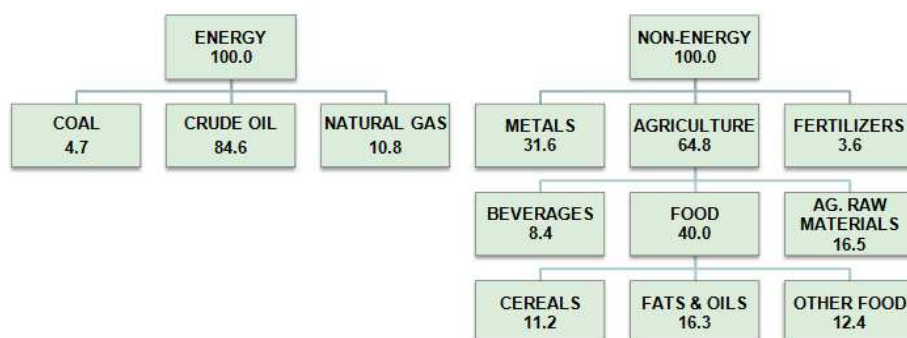 ENERGY
100.0
NON-ENERGY
100.0
COAL
4.7
CRUDE OIL
84.6
NATURAL GAS
10.8
METALS
31.6
AGRICULTURE
64.8
FERTILIZERS
3.6
BEVERAGES
8.4
FOOD
40.0
AG. RAW
MATERIALS
16.5
CEREALS
11.2
FATS & OILS
16.3
OTHER FOOD
12.4